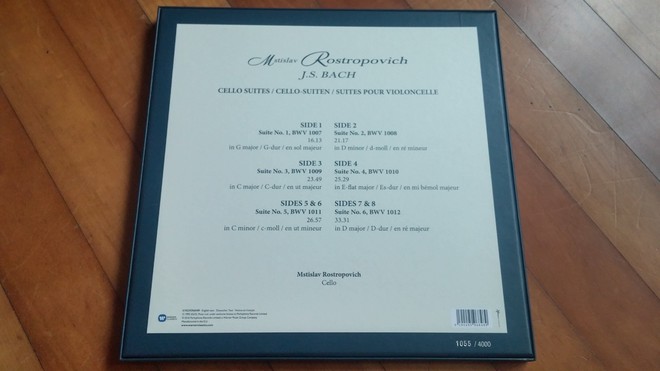 Mstislav Rostropovich
J.S. BACH
CELLO SUITES / CELLO-SUITEN / SUITES POUR VIOLONCELLE
SIDE 1
Suite No. 1, BWV 1007
16.13
in G major / G-dur / en sol majeur
SIDE 2
Suite No. 2, BWV 1008
21.17
in D minor / d-moll / en ré mineur
SIDE 3
Suite No. 3, BWV 1009
23.49
in C major / C-dur / en ut majeur
SIDE 4
Suite No. 4, BWV 1010
25.29
in E-flat major / Es-dur / en mi bémol majeur
SIDES 5 & 6
Suite No. 5, BWV 1011
26.57
in C minor / c-moll / en ut mineur
SIDES 7 & 8
Suite No. 6, BWV 1012
33.31
in D major / D-dur / en ré majeur
Mstislav Rostropovich
Cello
1055 / 4000